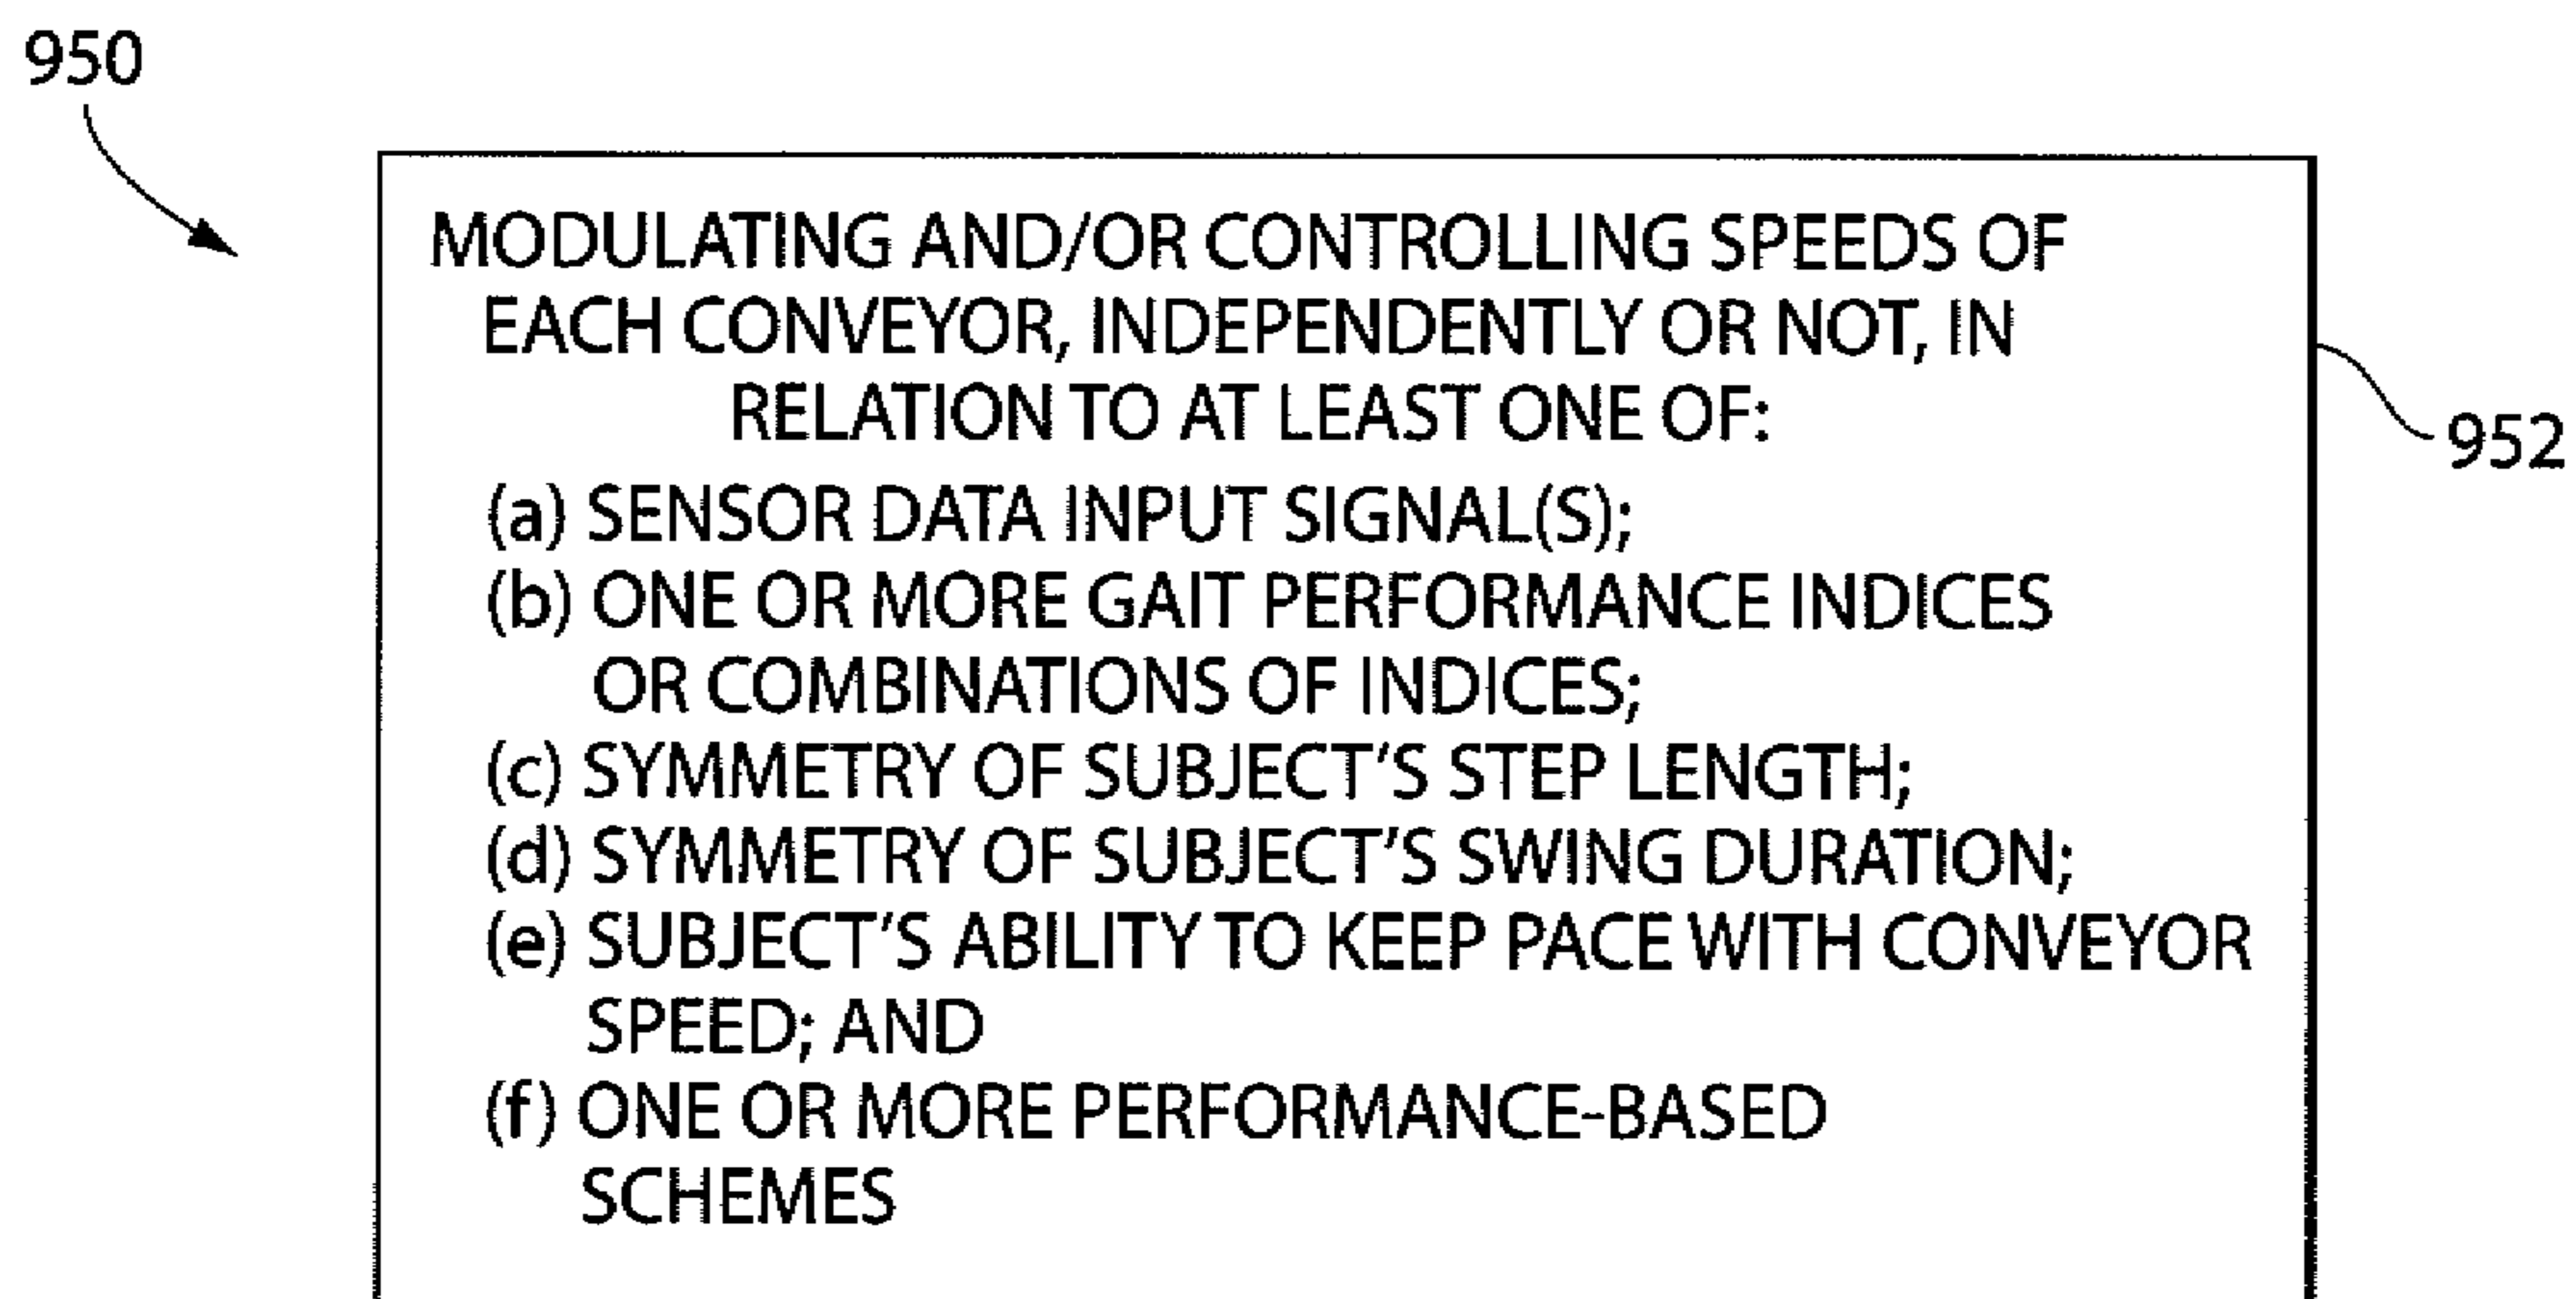 950
MODULATING AND/OR CONTROLLING SPEEDS OF
EACH CONVEYOR, INDEPENDENTLY OR NOT, IN
RELATION TO AT LEAST ONE OF:
952
(a) SENSOR DATA INPUT SIGNAL(S);
(b) ONE OR MORE GAIT PERFORMANCE INDICES
OR COMBINATIONS OF INDICES;
(c) SYMMETRY OF SUBJECT'S STEP LENGTH;
(d) SYMMETRY OF SUBJECT'S SWING DURATION;
(e) SUBJECT'S ABILITY TO KEEP PACE WITH CONVEYOR
SPEED; AND
(f) ONE OR MORE PERFORMANCE-BASED
SCHEMES